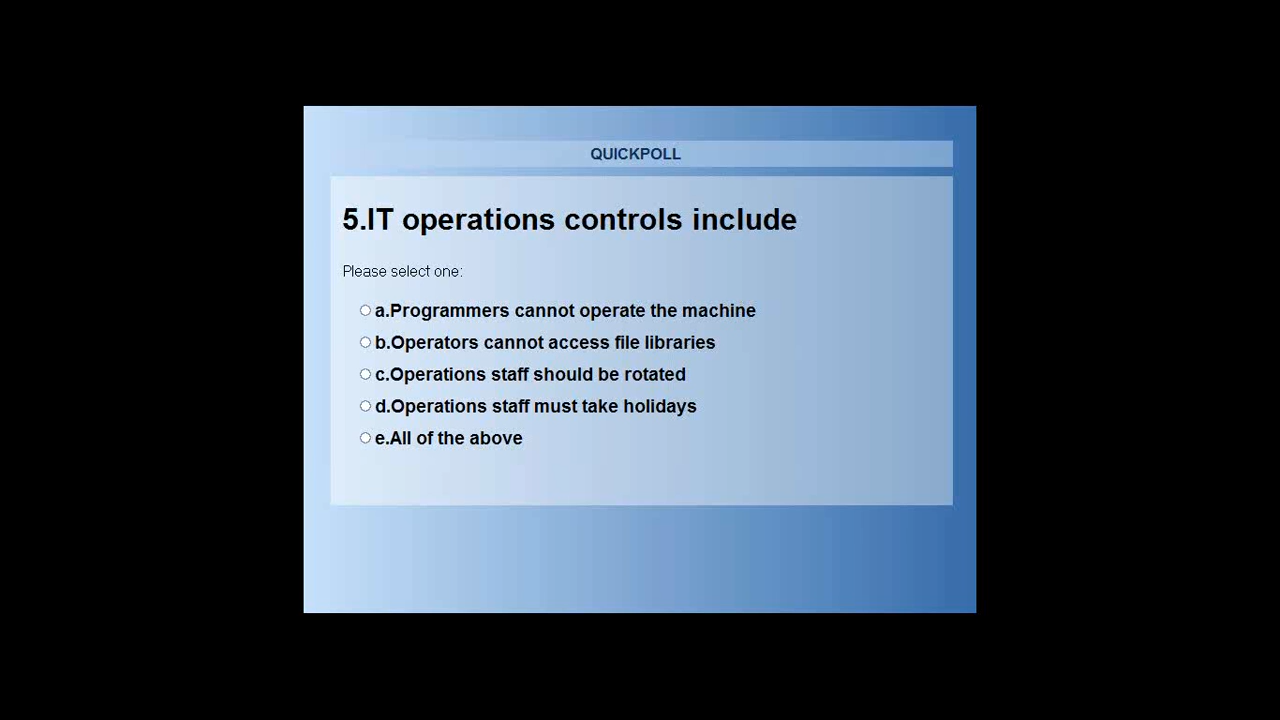 QUICKPOLL
5.IT operations controls include
Please select one:
a.Programmers cannot operate the machine
b.Operators cannot access file libraries
c.Operations staff should be rotated
d.Operations staff must take holidays
e.All of the above